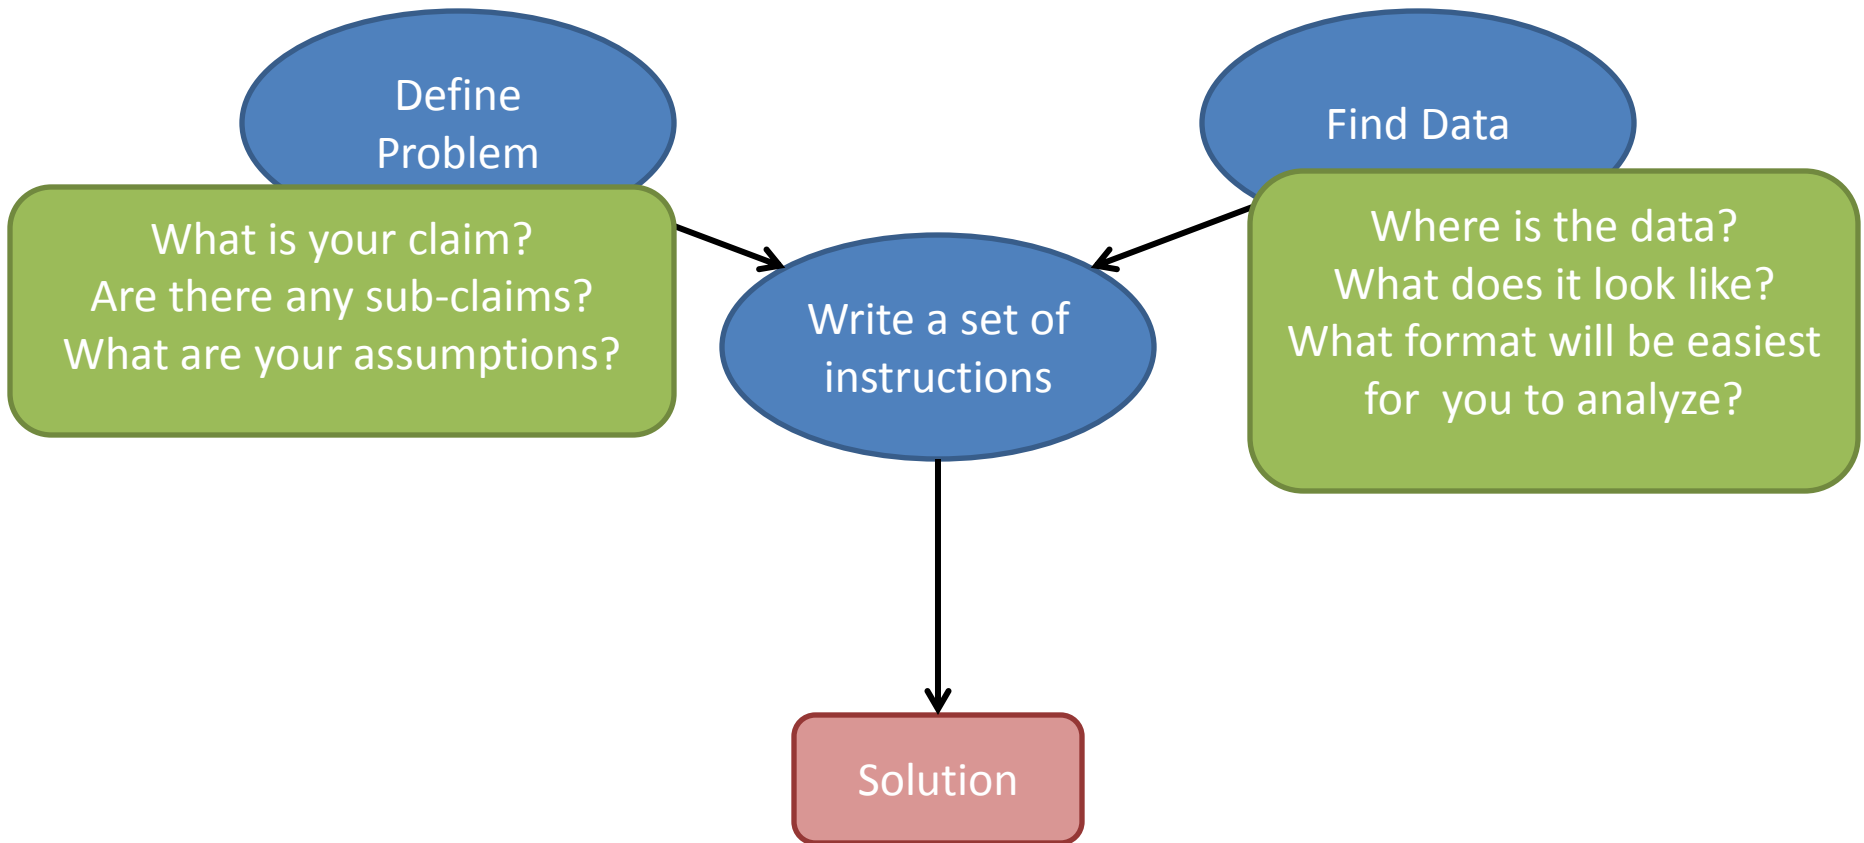 Define
Problem
What is your claim?
Are there any sub-claims?
What are your assumptions?
Find Data
Where is the data?
What does it look like?
What format will be easiest
for  you to analyze?
Write a set of
instructions
Solution